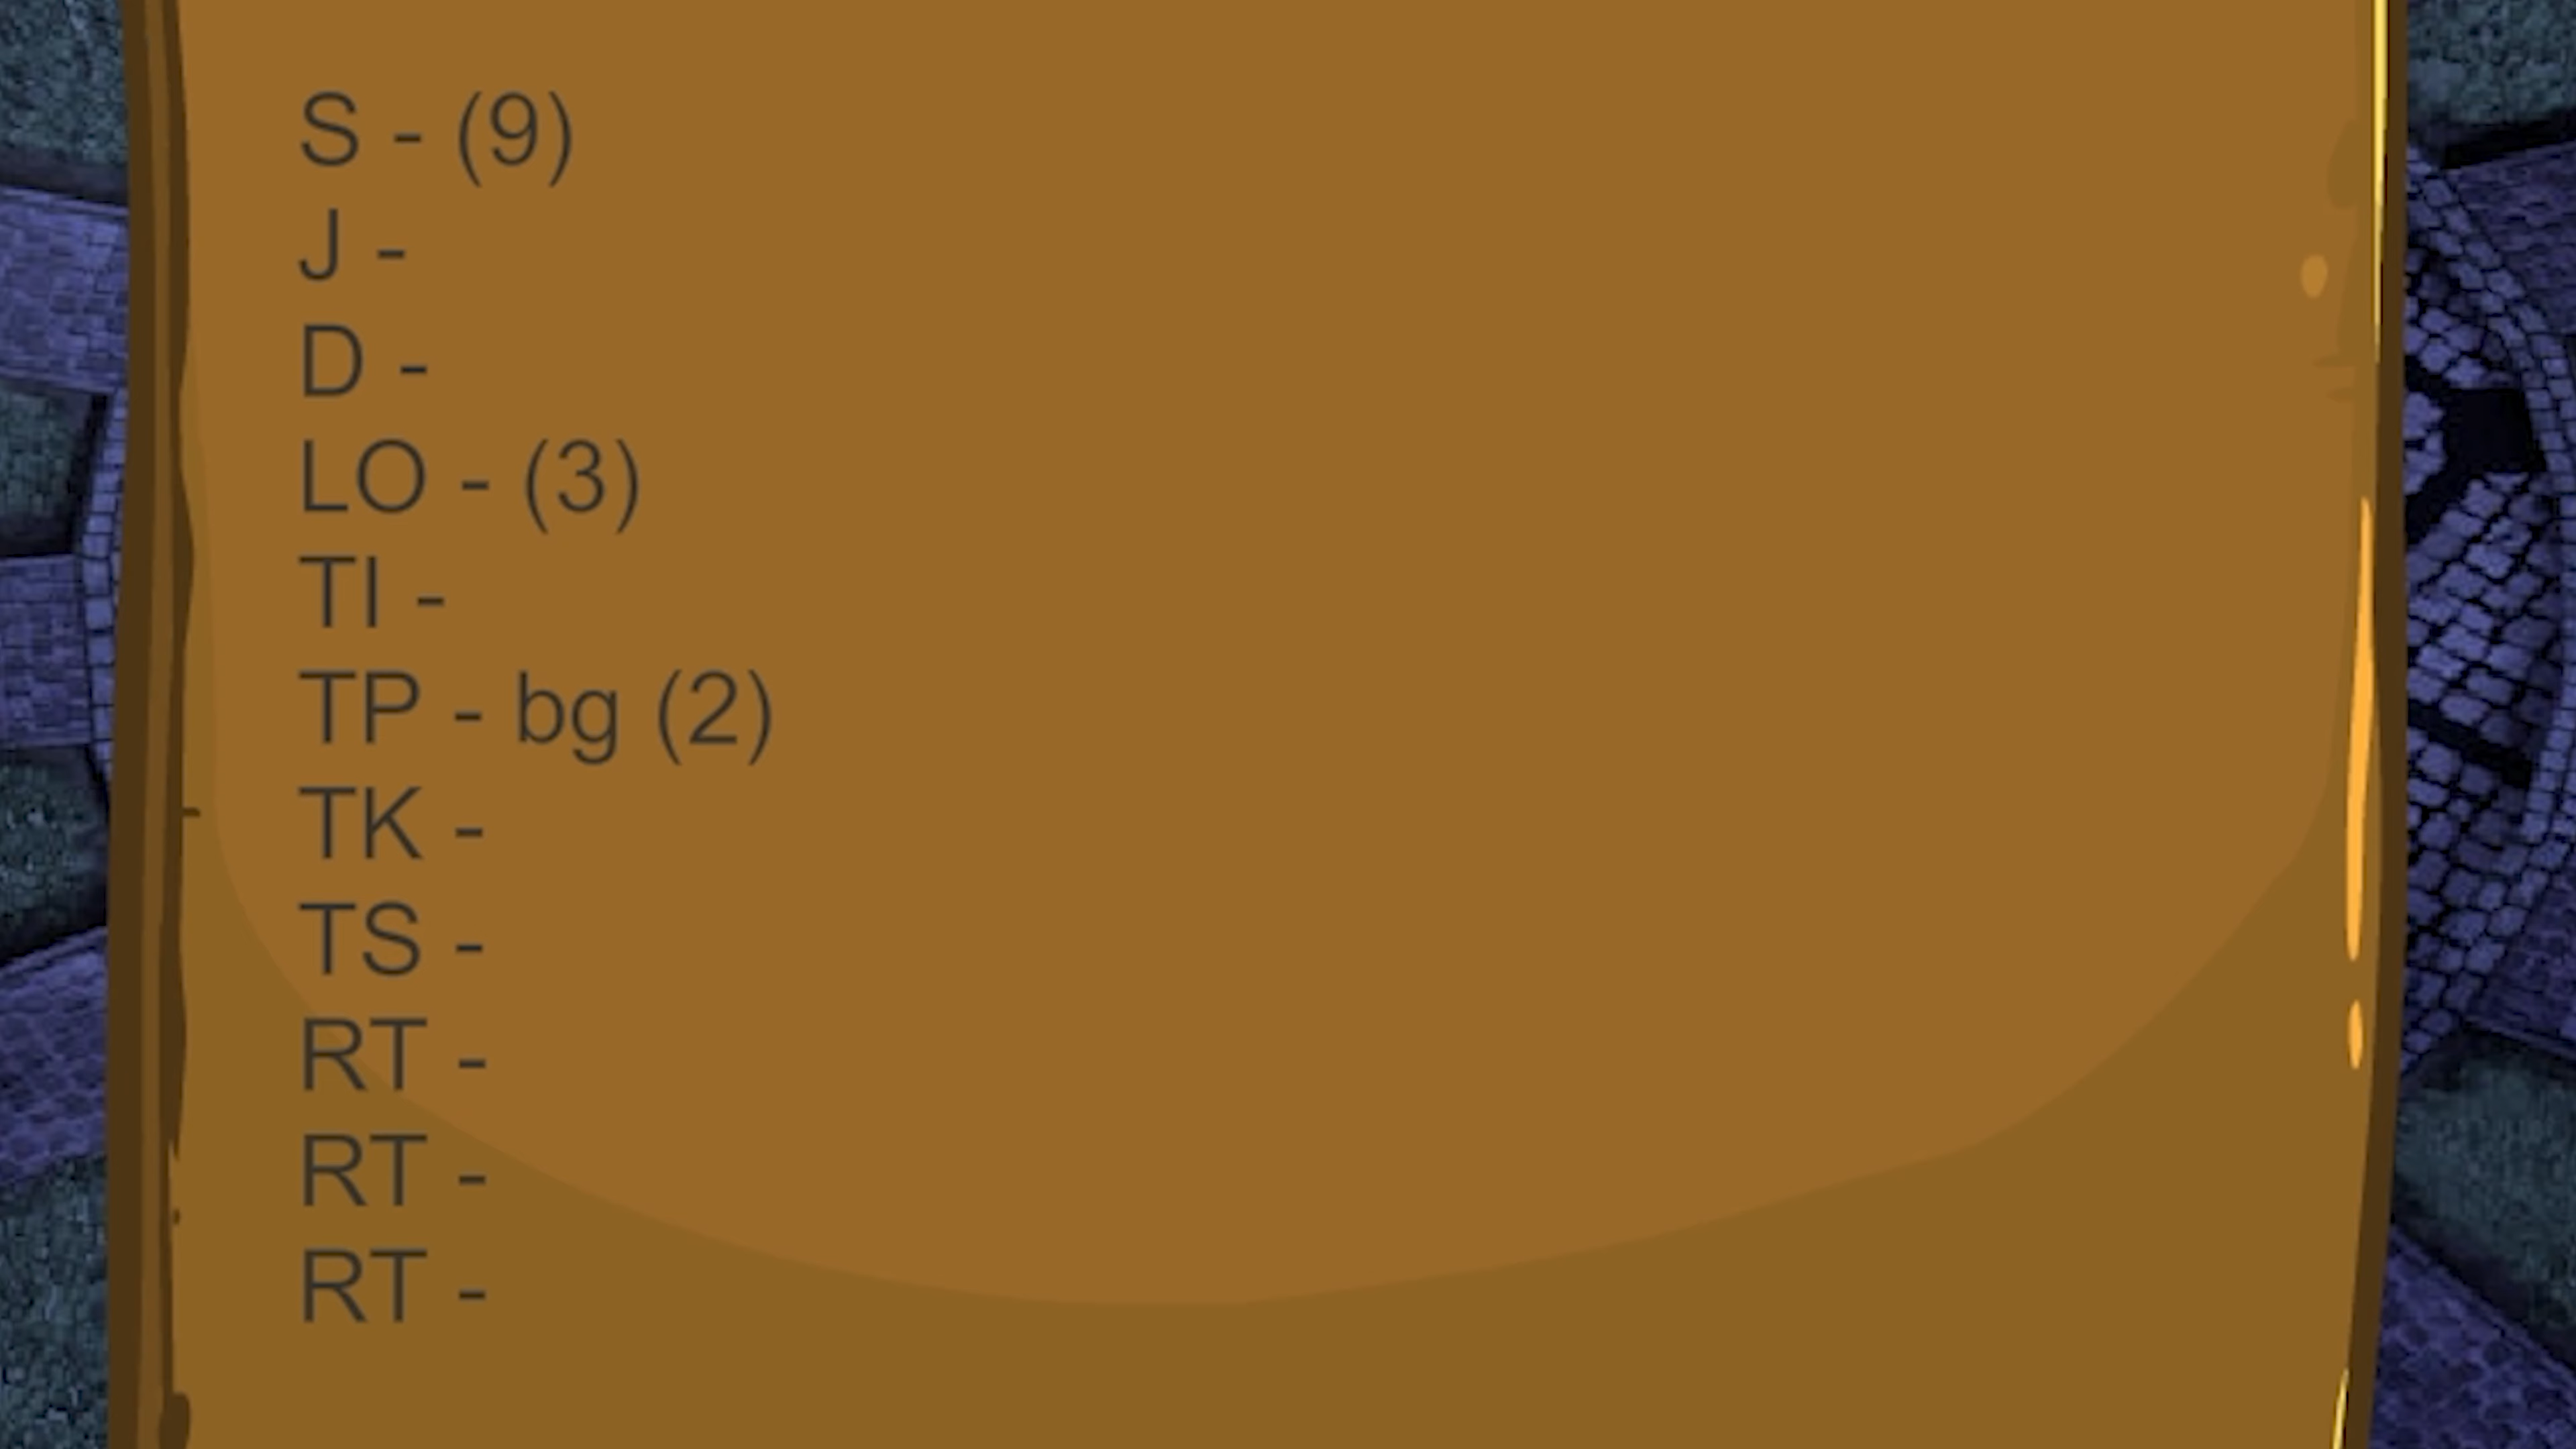 S - (9)
J -
D -
LO - (3)
TI -
TP - bg (2)
TK -
TS -
RT -
RT -
RT -